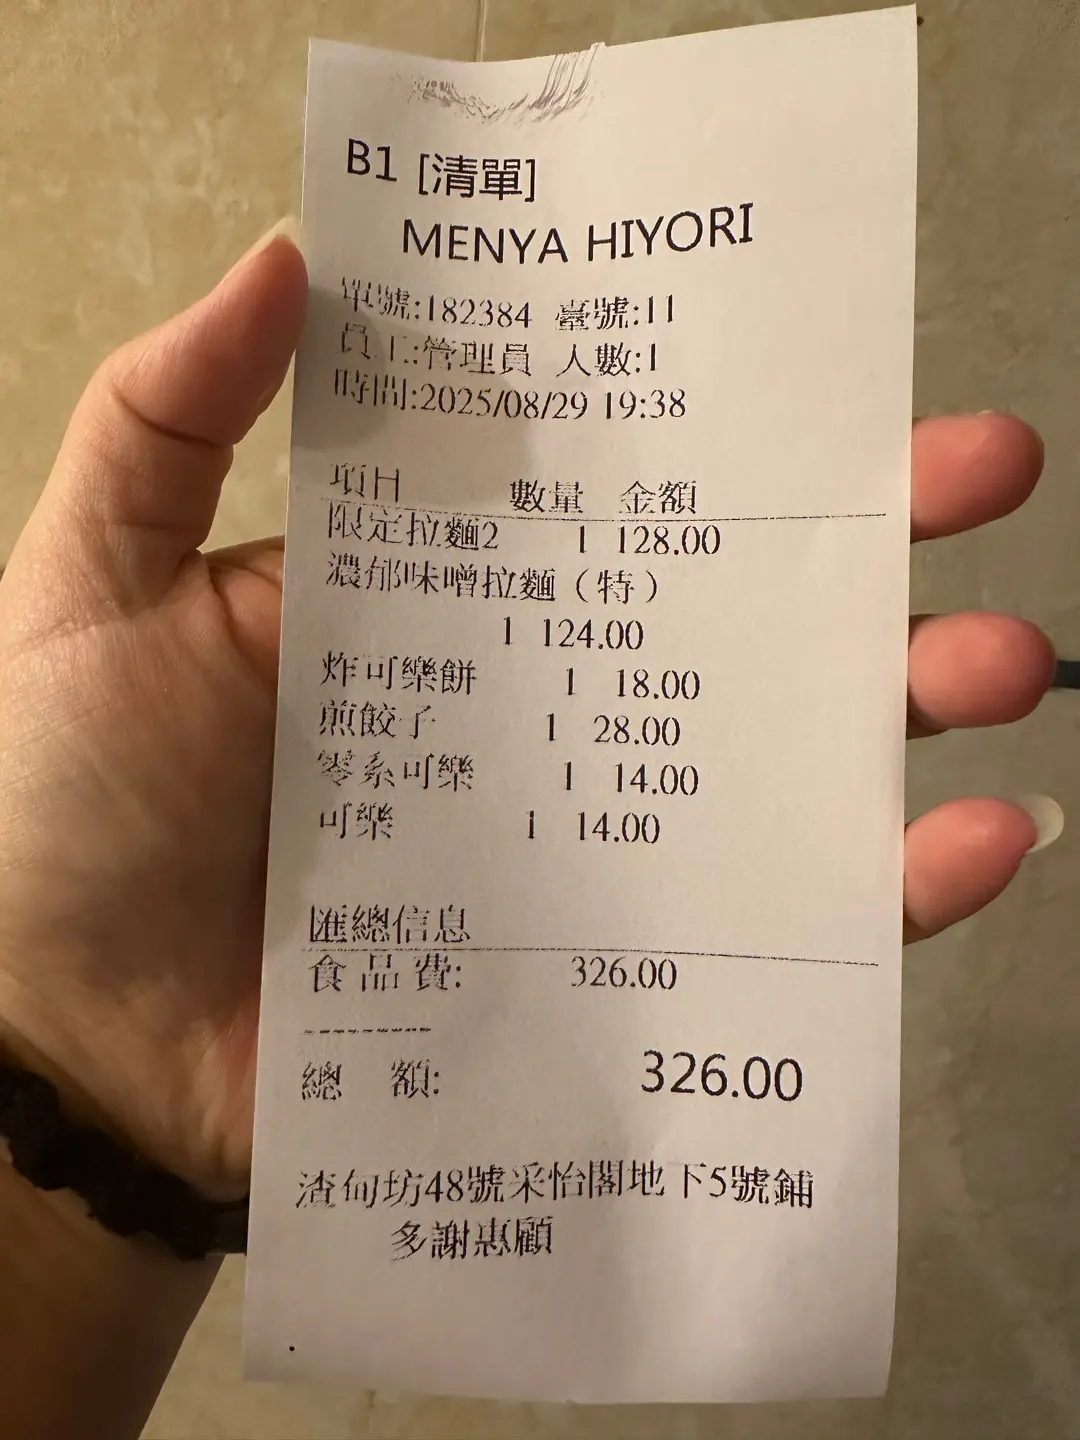 B1 [清單]
MENYA HIYORI
單號:182384 臺號:11
員工:管理員 人數:1
時間:2025/08/29 19:38
項目 數量 金額
限定拉麵2 1 128.00
濃郁味噌拉麵（特）
1 124.00
炸可樂餅 1 18.00
煎餃子 1 28.00
零系可樂 1 14.00
可樂 1 14.00
匯總信息
食 品 費: 326.00
------------
總 額: 326.00
渣甸坊48號采怡閣地下5號鋪
多謝惠顧